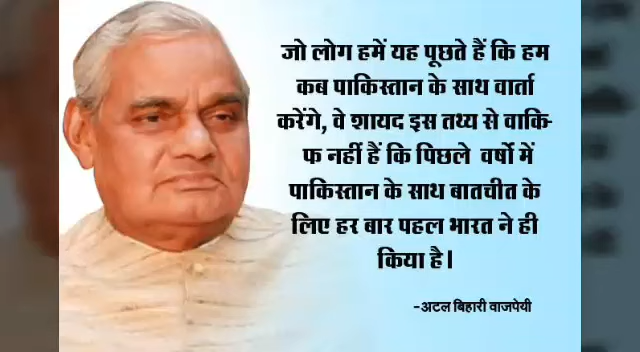 जो लोग हमें यह पूछते हैं कि हम
कब पाकिस्तान के साथ वार्ता
करेंगे, वे शायद इस तथ्य से वाकि-
फ नहीं हैं कि पिछले वर्षो में
पाकिस्तान के साथ बातचीत के
लिए हर बार पहल भारत ने ही
किया है।
-अटल बिहारी वाजपेयी